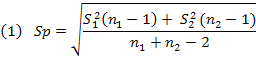 (1) Sp = √((S₁²(n₁ − 1) + S₂²(n₂ − 1)) / (n₁ + n₂ − 2))